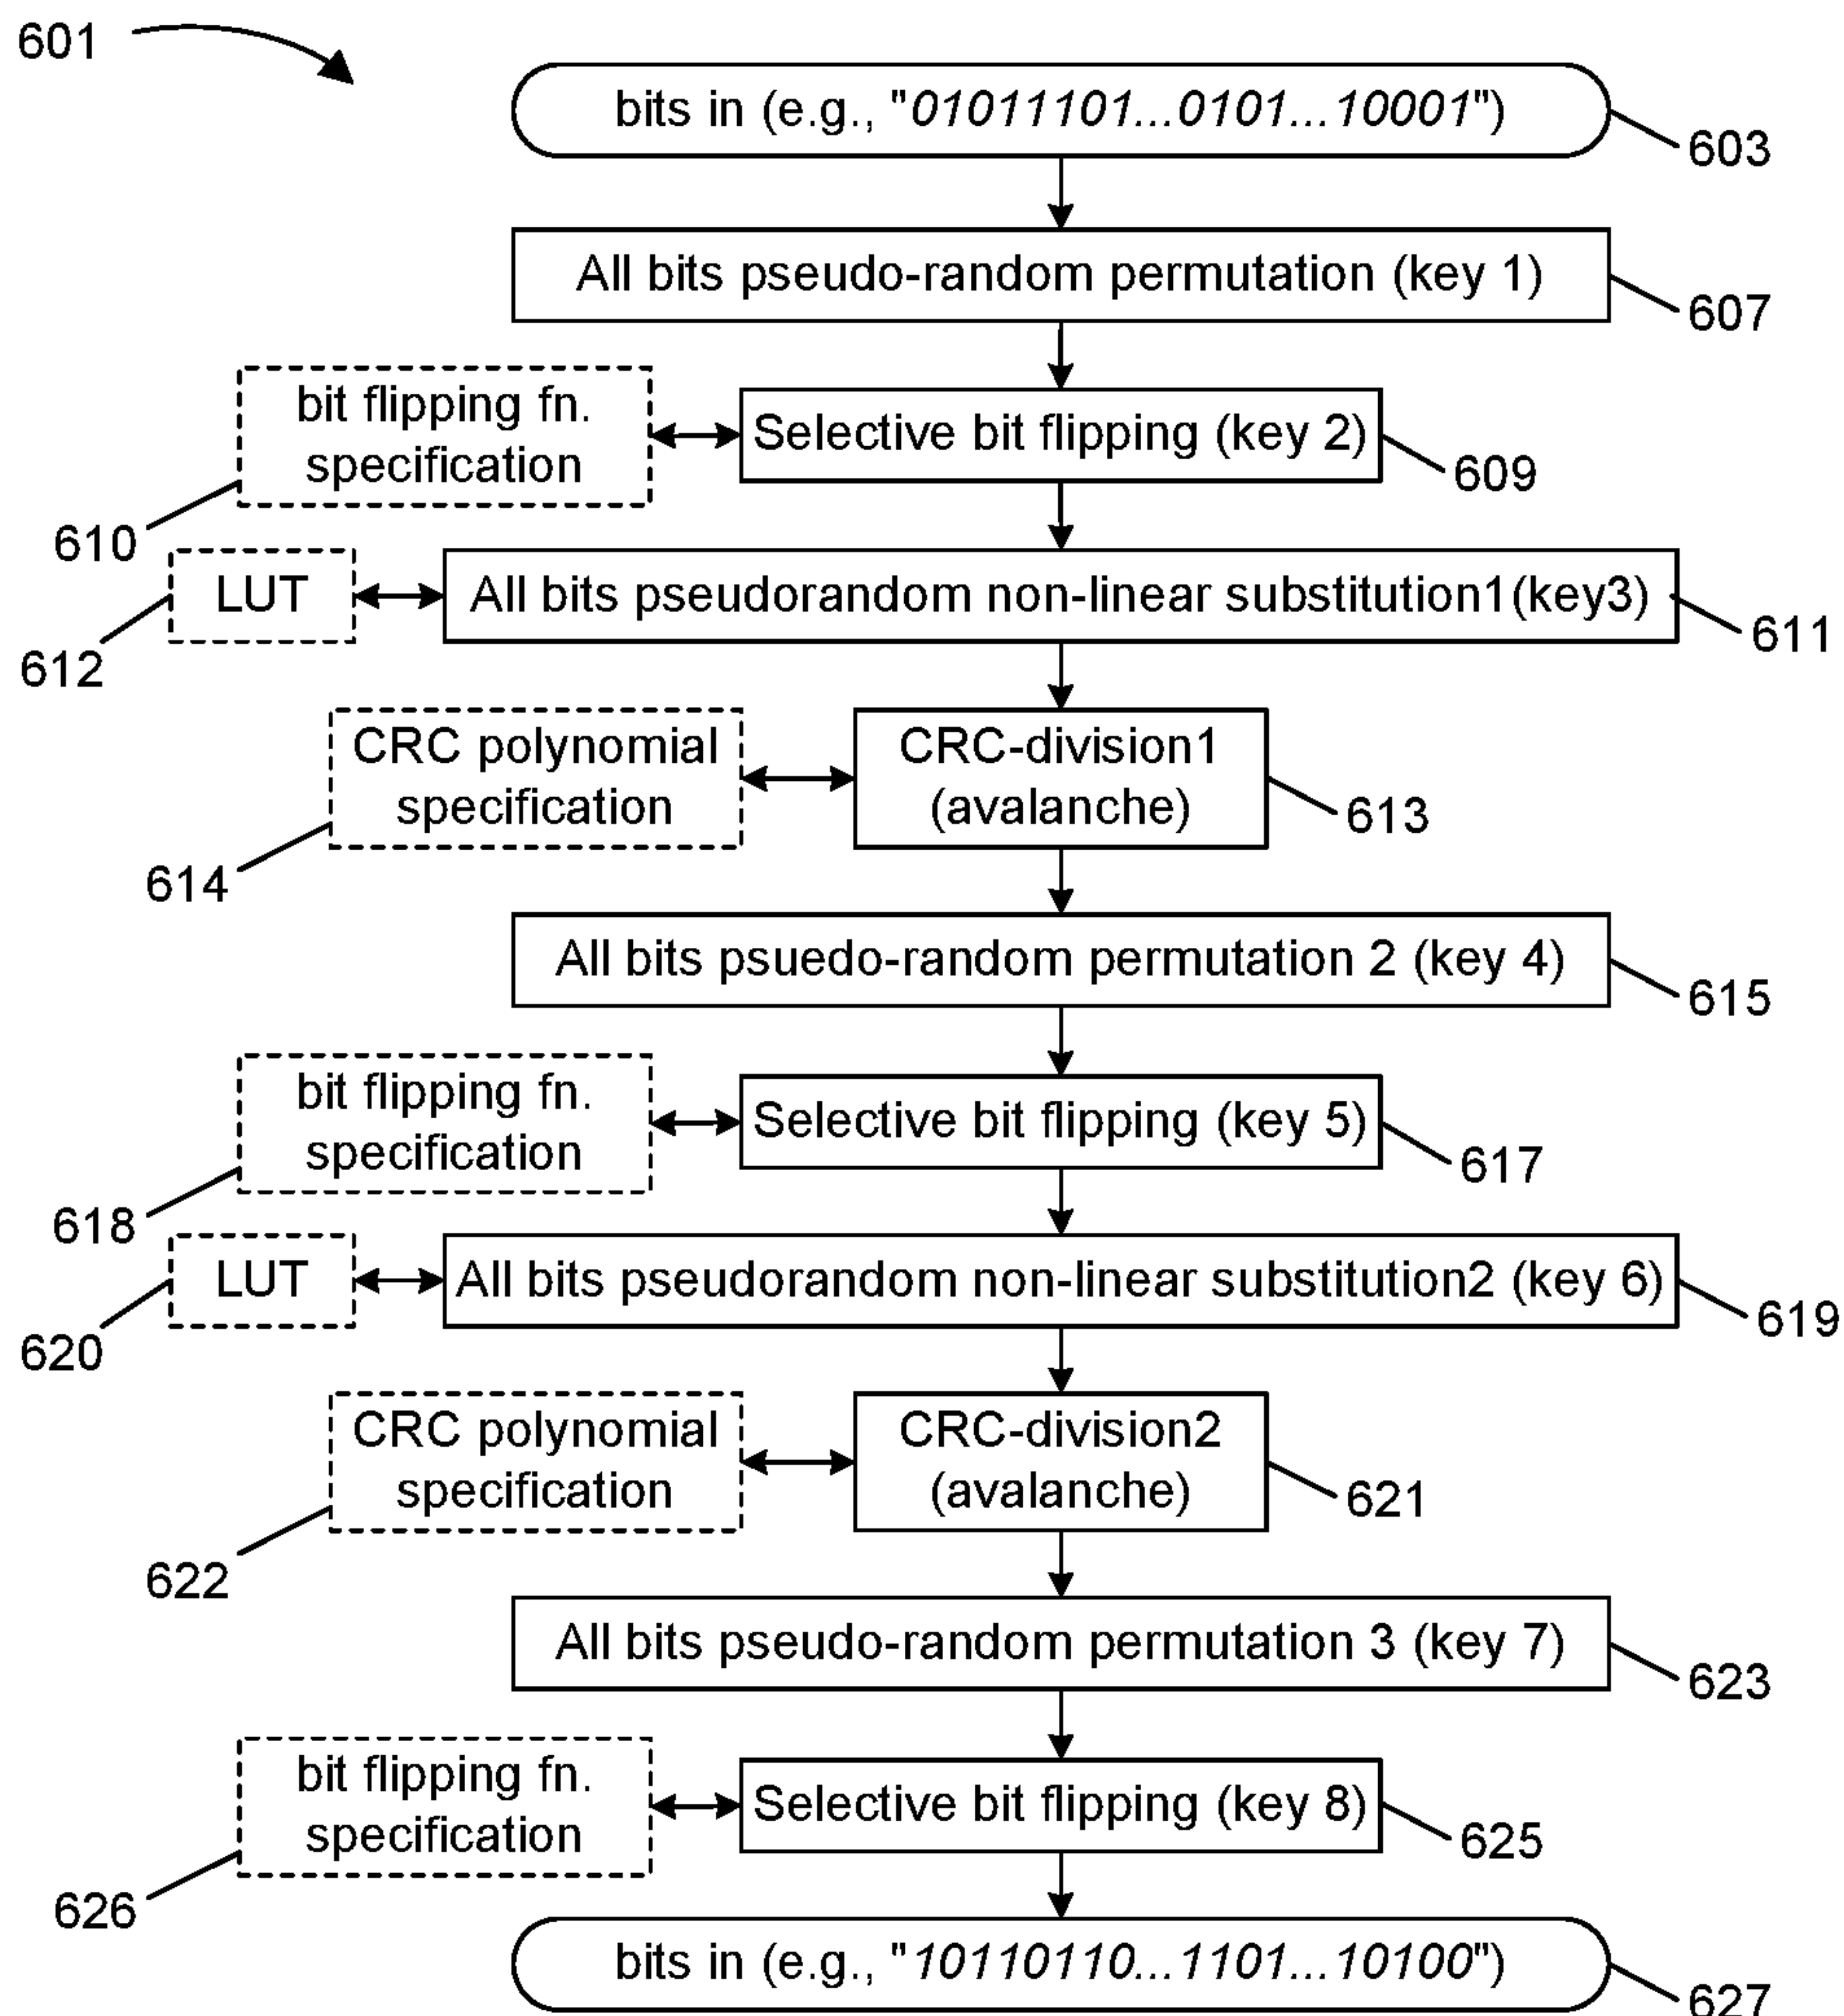 601
bits in (e.g., "01011101...0101...10001")
603
All bits pseudo-random permutation (key 1)
607
bit flipping fn.
specification
Selective bit flipping (key 2)
609
610
LUT
All bits pseudorandom non-linear substitution1(key3)
611
612
CRC polynomial
specification
CRC-division1
(avalanche)
613
614
All bits psuedo-random permutation 2 (key 4)
615
bit flipping fn.
specification
Selective bit flipping (key 5)
617
618
LUT
All bits pseudorandom non-linear substitution2 (key 6)
619
620
CRC polynomial
specification
CRC-division2
(avalanche)
621
622
All bits pseudo-random permutation 3 (key 7)
623
bit flipping fn.
specification
Selective bit flipping (key 8)
625
626
bits in (e.g., "10110110...1101...10100")
627